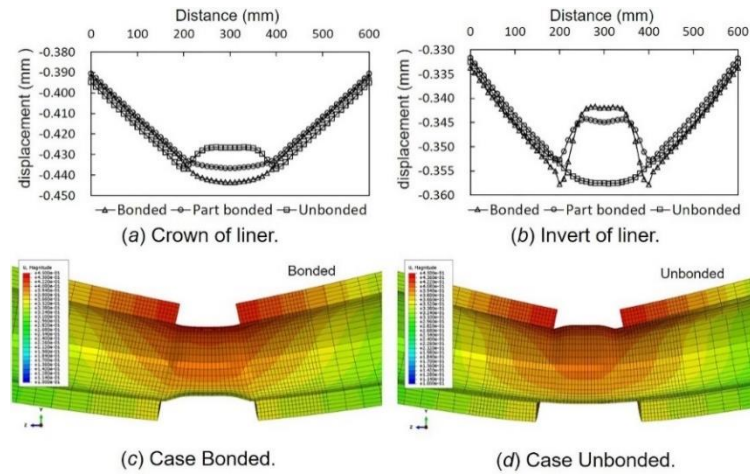 Distance (mm)
0 100 200 300 400 500 600
displacement (mm )
-0.380
-0.390
-0.400
-0.410
-0.420
-0.430
-0.440
-0.450
Bonded Part bonded Unbonded
(a) Crown of liner.
Distance (mm)
0 100 200 300 400 500 600
displacement (mm )
-0.330
-0.335
-0.340
-0.345
-0.350
-0.355
-0.360
Bonded Part bonded Unbonded
(b) Invert of liner.
U, Magnitude
Bonded
Y
Z
(c) Case Bonded.
U, Magnitude
Unbonded
Y
Z
(d) Case Unbonded.